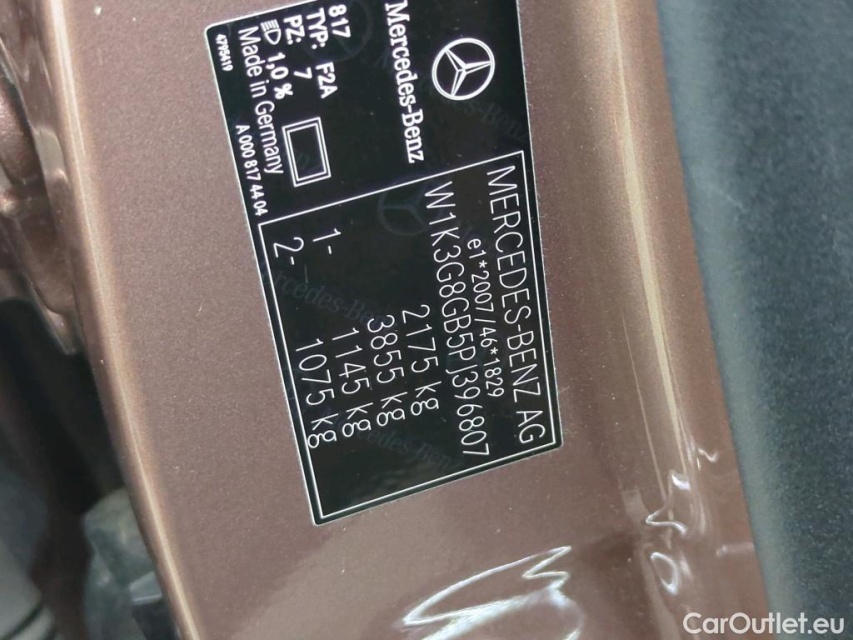 MERCEDES-BENZ AG
e1*2007/46*1829
W1K3G8GB5PJ396807
2175 kg
3855 kg
1- 1145 kg
2- 1075 kg
Mercedes-Benz
817
TYP: F2A
PZ: 7
1,0 %
Made in Germany
A 000 817 44 04
4795419
CarOutlet.eu